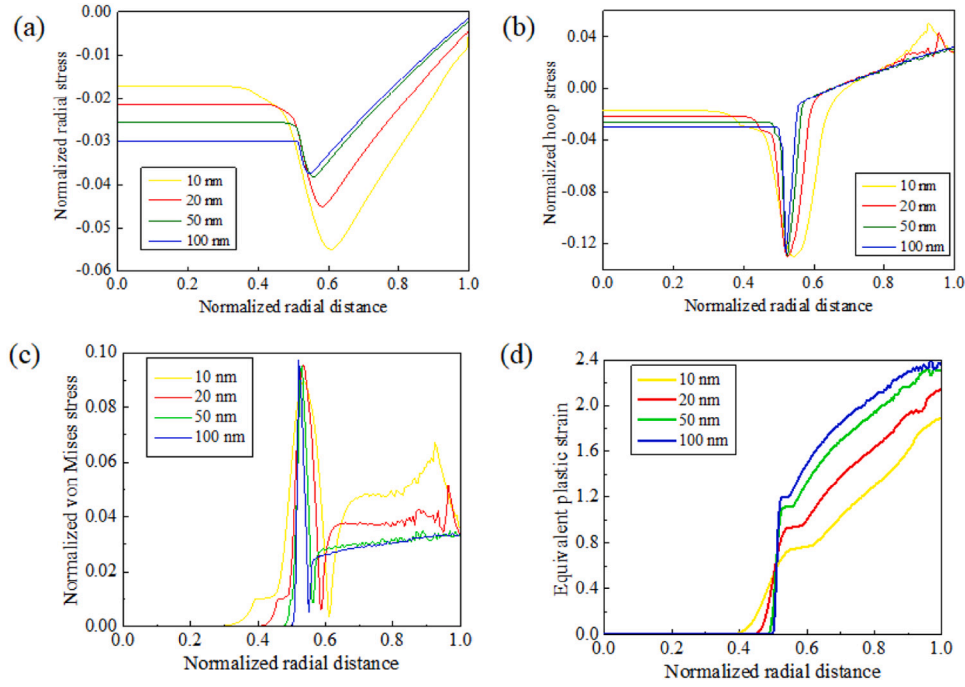 (a)
Normalized radial stress
0.00
-0.01
-0.02
-0.03
-0.04
-0.05
-0.06
10 nm
20 nm
50 nm
100 nm
0.0 0.2 0.4 0.6 0.8 1.0
Normalized radial distance
(b)
Normalized hoop stress
0.04
0.00
-0.04
-0.08
-0.12
10 nm
20 nm
50 nm
100 nm
0.0 0.2 0.4 0.6 0.8 1.0
Normalized radial distance
(c)
Normalized von Mises stress
0.10
0.08
0.06
0.04
0.02
0.00
10 nm
20 nm
50 nm
100 nm
0.0 0.2 0.4 0.6 0.8 1.0
Normalized radial distance
(d)
Equivalent plastic strain
2.4
2.0
1.6
1.2
0.8
0.4
0.0
10 nm
20 nm
50 nm
100 nm
0.0 0.2 0.4 0.6 0.8 1.0
Normalized radial distance